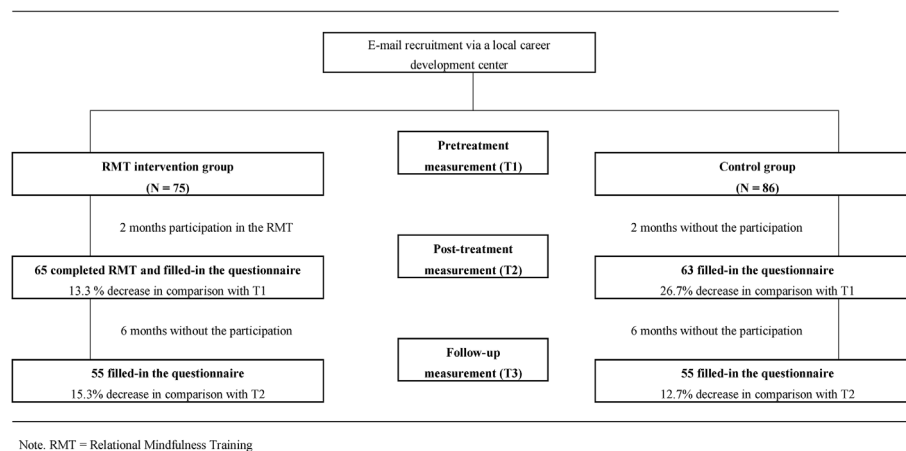 E-mail recruitment via a local career
development center
Pretreatment
measurement (T1)
RMT intervention group
(N = 75)
Control group
(N = 86)
2 months participation in the RMT
2 months without the participation
Post-treatment
measurement (T2)
65 completed RMT and filled-in the questionnaire
13.3 % decrease in comparison with T1
63 filled-in the questionnaire
26.7% decrease in comparison with T1
6 months without the participation
6 months without the participation
Follow-up
measurement (T3)
55 filled-in the questionnaire
15.3% decrease in comparison with T2
55 filled-in the questionnaire
12.7% decrease in comparison with T2
Note. RMT = Relational Mindfulness Training